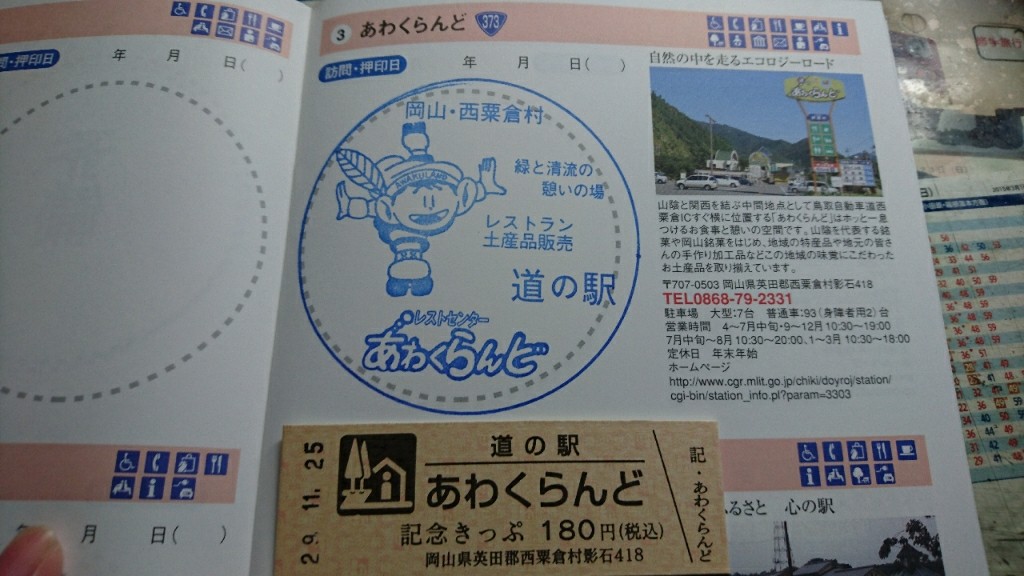 3 あわくらんど 373
訪問・押印日 年 月 日( )
岡山・西粟倉村
AWAKULAND
緑と清流の
憩いの場
レストラン
土産品販売
道の駅
レストセンター
あわくらんど
自然の中を走るエコロジーロード
山陰と関西を結ぶ中間地点として鳥取自動車道西
粟倉ICすぐ横に位置する「あわくらんど」はホッと一息
つけるお食事と憩いの空間です。山陰を代表する銘
菓や岡山銘菓をはじめ、地域の特産品や地元の皆さ
んの手作り加工品などこの地域の味覚にこだわった
お土産品を取り揃えています。
〒707-0503 岡山県英田郡西粟倉村影石418
TEL0868-79-2331
駐車場 大型:7台 普通車:93(身障者用2)台
営業時間 4〜7月中旬・9〜12月10:30〜19:00
7月中旬〜8月10:30〜20:00、1〜3月10:30〜18:00
定休日 年末年始
ホームページ
http://www.cgr.mlit.go.jp/chiki/doyroj/station/
cgi-bin/station_info.pl?param=3303
29.11.25
道の駅
あわくらんど
記念きっぷ 180円(税込)
岡山県英田郡西粟倉村影石418
記・あわくらんど
ふるさと 心の駅
問・押印日 年 月 日( )
年 月 日( )